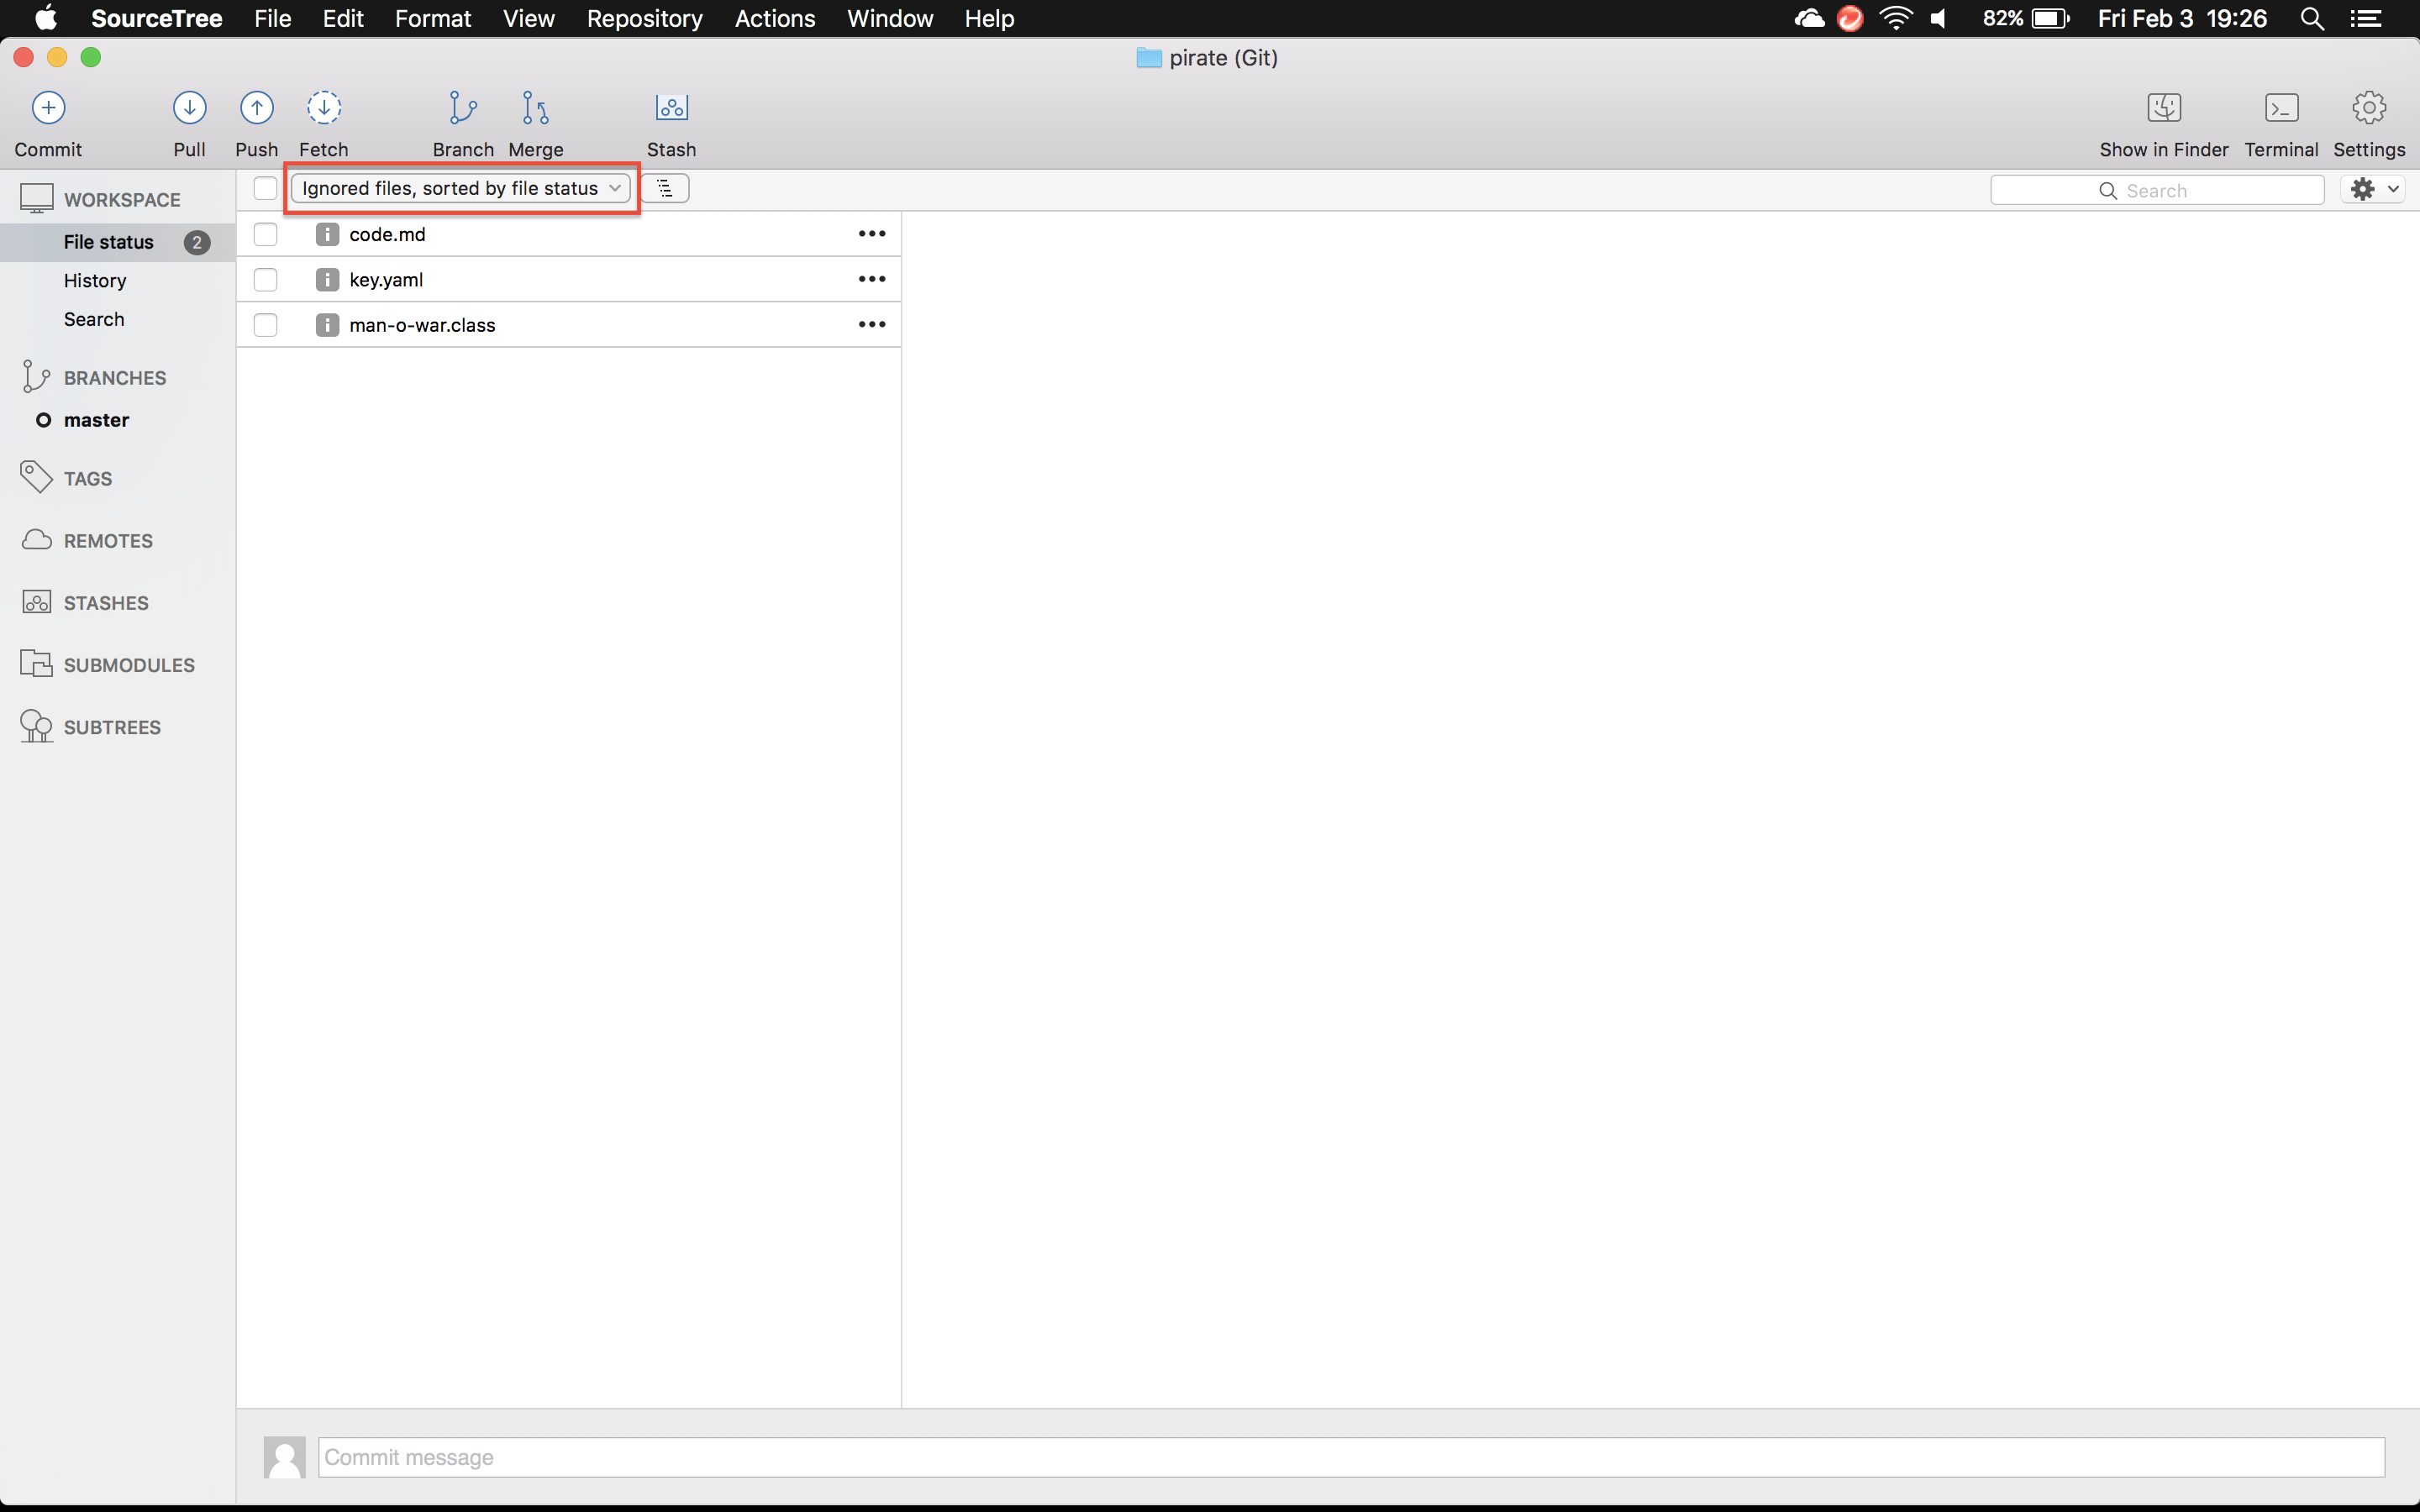 SourceTree File Edit Format View Repository Actions Window Help 82% Fri Feb 3 19:26
pirate (Git)
Commit Pull Push Fetch Branch Merge Stash Show in Finder Terminal Settings
WORKSPACE
File status 2
History
Search
BRANCHES
master
TAGS
REMOTES
STASHES
SUBMODULES
SUBTREES
Ignored files, sorted by file status
Search
i code.md
i key.yaml
i man-o-war.class
Commit message